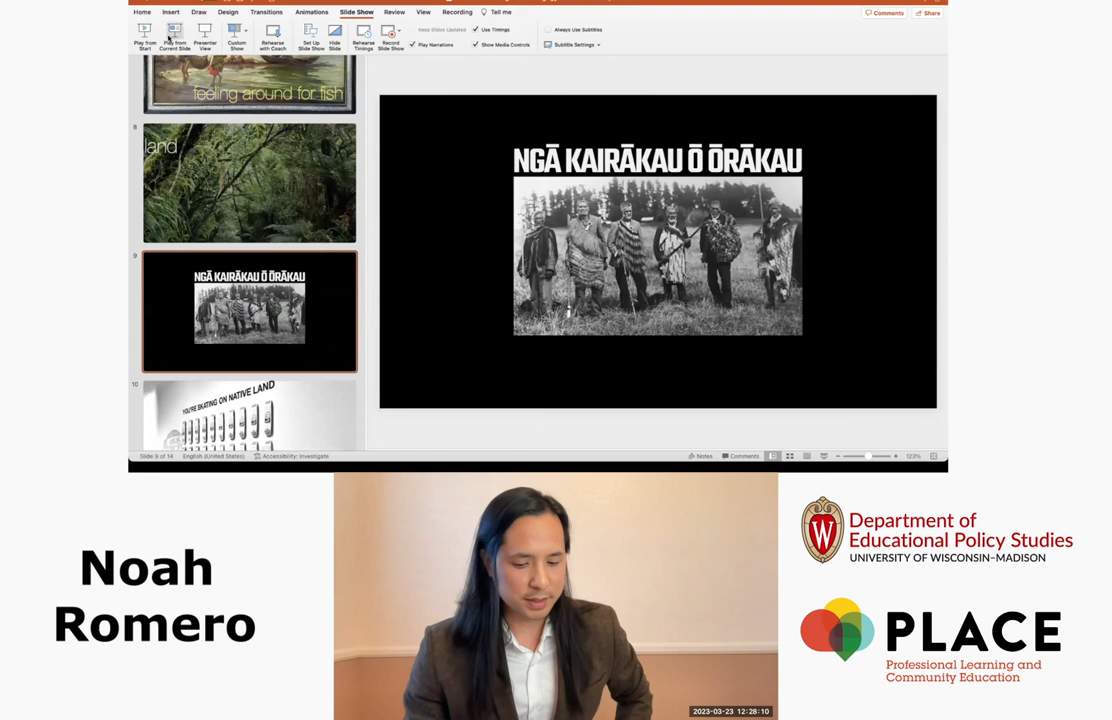 Home Insert Draw Design Transitions Animations Slide Show Review View Recording Tell me
Comments Share
Play from Start
Play from Current Slide
Presenter View
Custom Show
Rehearse with Coach
Set Up Slide Show
Hide Slide
Rehearse Timings
Record Slide Show
Keep Slides Updated
Use Timings
Play Narrations
Show Media Controls
Always Use Subtitles
Subtitle Settings
feeling around for fish
8
land
9
NGĀ KAIRĀKAU Ō ŌRĀKAU
10
YOU'RE SKATING ON NATIVE LAND
NGĀ KAIRĀKAU Ō ŌRĀKAU
Slide 9 of 14 English (United States) Accessibility: Investigate
Notes Comments 123%
Noah
Romero
2023-03-23 12:28:10
W
Department of
Educational Policy Studies
UNIVERSITY OF WISCONSIN–MADISON
PLACE
Professional Learning and
Community Education